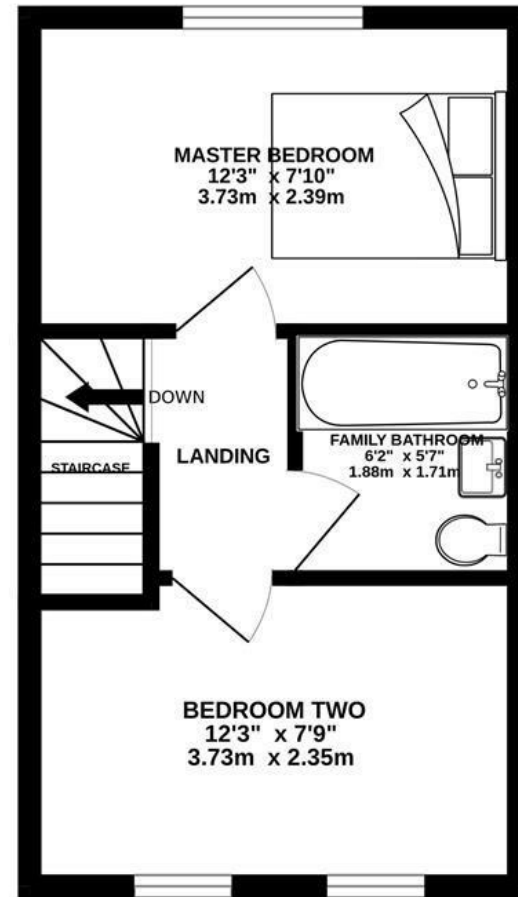 MASTER BEDROOM
12'3" x 7'10"
3.73m x 2.39m
DOWN
LANDING
STAIRCASE
FAMILY BATHROOM
6'2" x 5'7"
1.88m x 1.71m
BEDROOM TWO
12'3" x 7'9"
3.73m x 2.35m